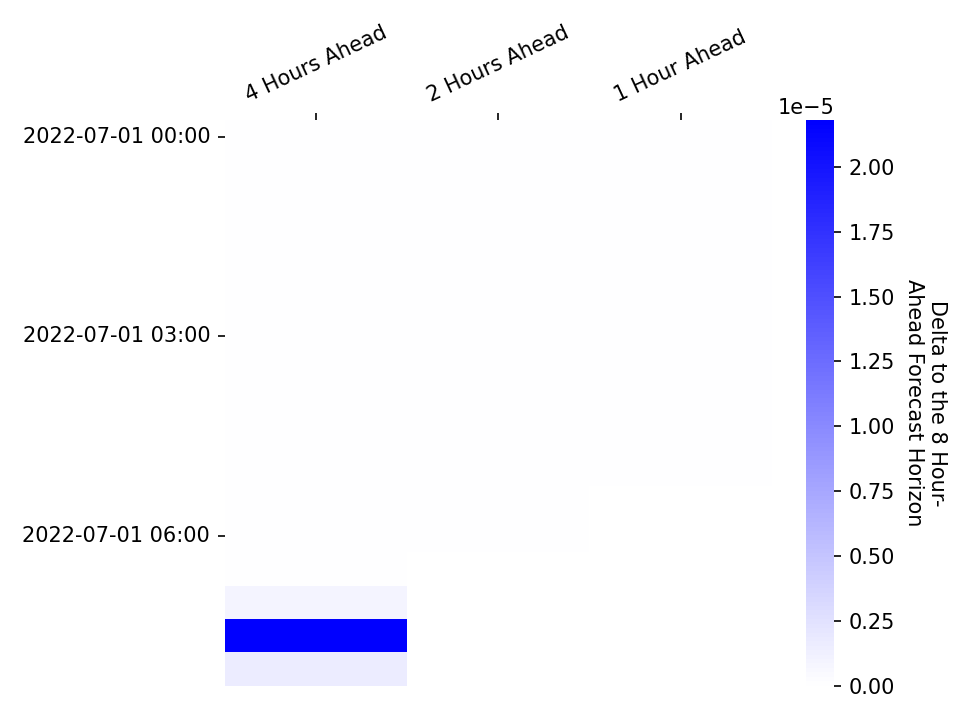 4 Hours Ahead
2 Hours Ahead
1 Hour Ahead
1e−5
2022-07-01 00:00
2022-07-01 03:00
2022-07-01 06:00
2.00
1.75
1.50
1.25
1.00
0.75
0.50
0.25
0.00
Delta to the 8 Hour-
Ahead Forecast Horizon